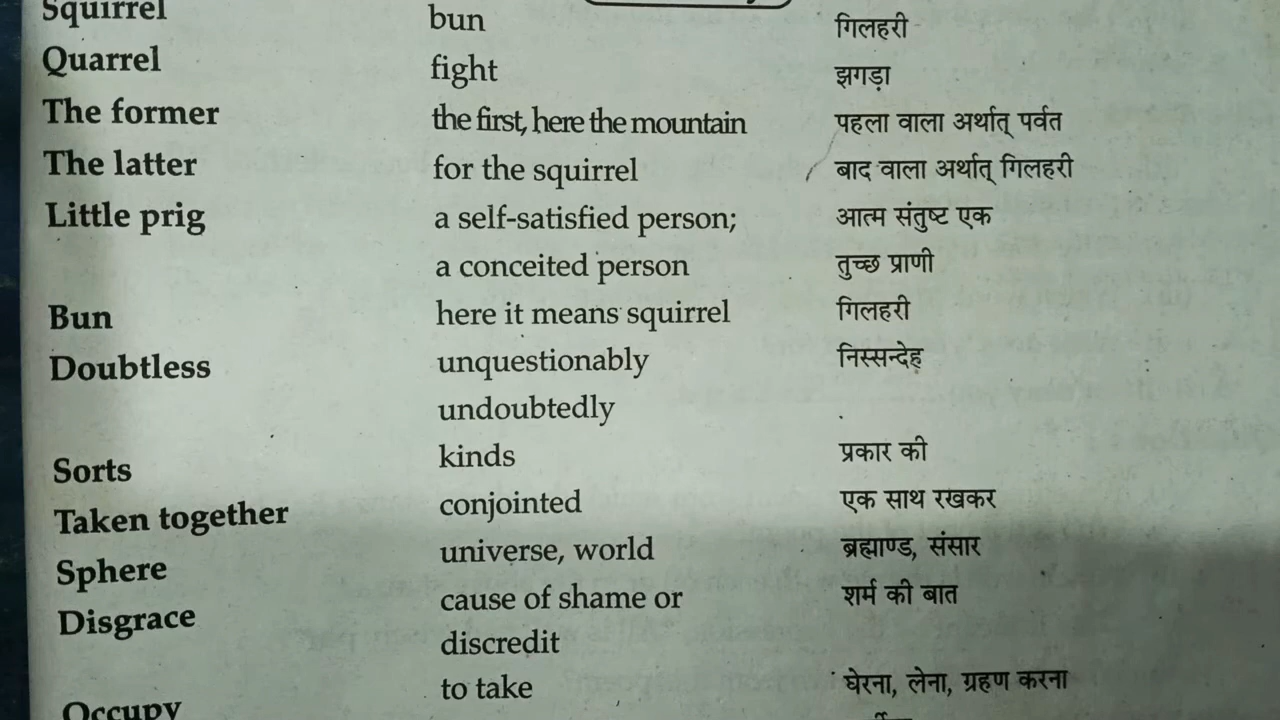 Squirrel bun गिलहरी
Quarrel fight झगड़ा
The former the first, here the mountain पहला वाला अर्थात् पर्वत
The latter for the squirrel बाद वाला अर्थात् गिलहरी
Little prig a self-satisfied person; आत्म संतुष्ट एक
a conceited person तुच्छ प्राणी
Bun here it means squirrel गिलहरी
Doubtless unquestionably निस्सन्देह
undoubtedly
Sorts kinds प्रकार की
Taken together conjointed एक साथ रखकर
Sphere universe, world ब्रह्माण्ड, संसार
Disgrace cause of shame or शर्म की बात
discredit
Occupy to take घेरना, लेना, ग्रहण करना